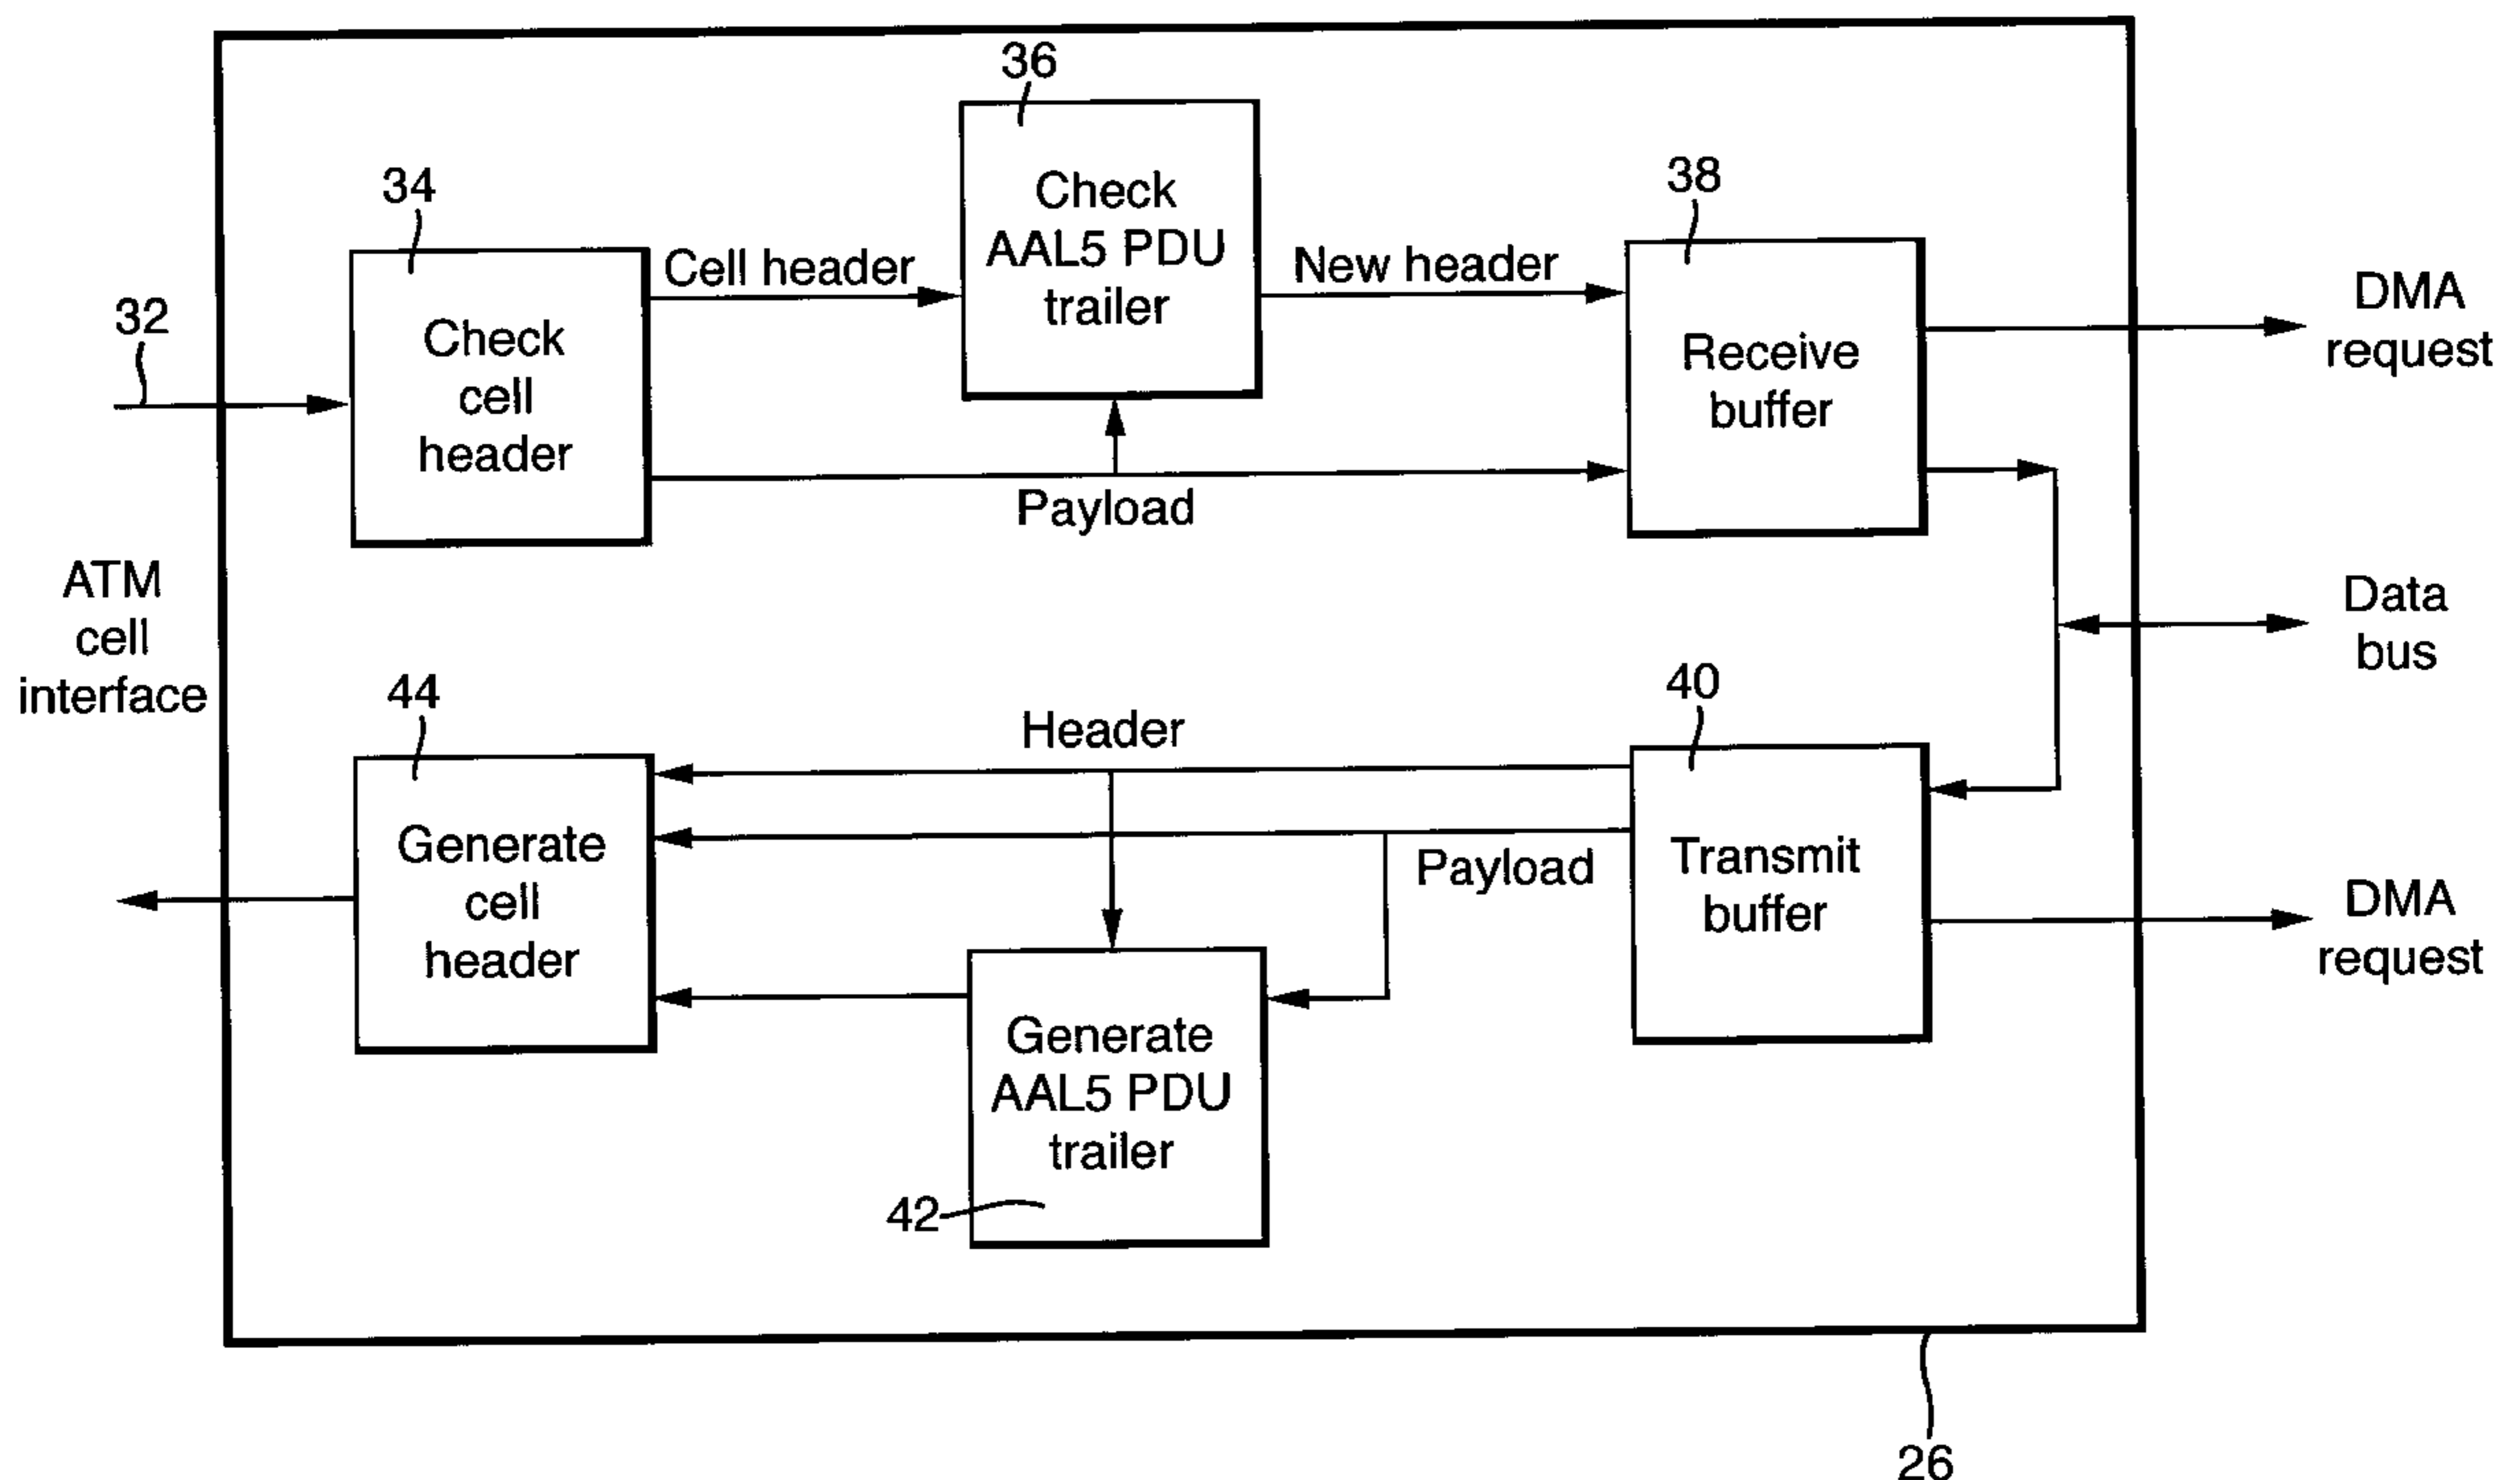 36
Check
AAL5 PDU
trailer
34
Check
cell
header
Cell header
New header
38
Receive
buffer
Payload
32
DMA
request
ATM
cell
interface
Data
bus
44
Generate
cell
header
Header
Payload
40
Transmit
buffer
DMA
request
Generate
AAL5 PDU
trailer
42
26